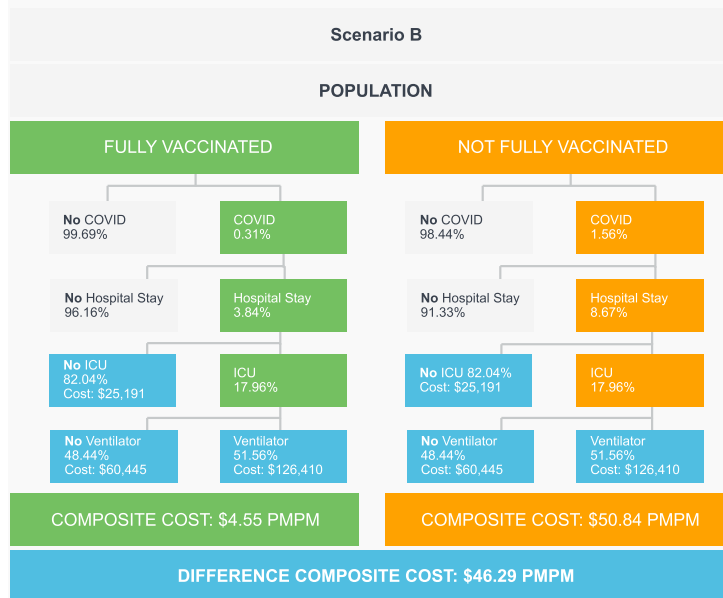 Scenario B
POPULATION
FULLY VACCINATED
NOT FULLY VACCINATED
No COVID
99.69%
COVID
0.31%
No COVID
98.44%
COVID
1.56%
No Hospital Stay
96.16%
Hospital Stay
3.84%
No Hospital Stay
91.33%
Hospital Stay
8.67%
No ICU
82.04%
Cost: $25,191
ICU
17.96%
No ICU 82.04%
Cost: $25,191
ICU
17.96%
No Ventilator
48.44%
Cost: $60,445
Ventilator
51.56%
Cost: $126,410
No Ventilator
48.44%
Cost: $60,445
Ventilator
51.56%
Cost: $126,410
COMPOSITE COST: $4.55 PMPM
COMPOSITE COST: $50.84 PMPM
DIFFERENCE COMPOSITE COST: $46.29 PMPM